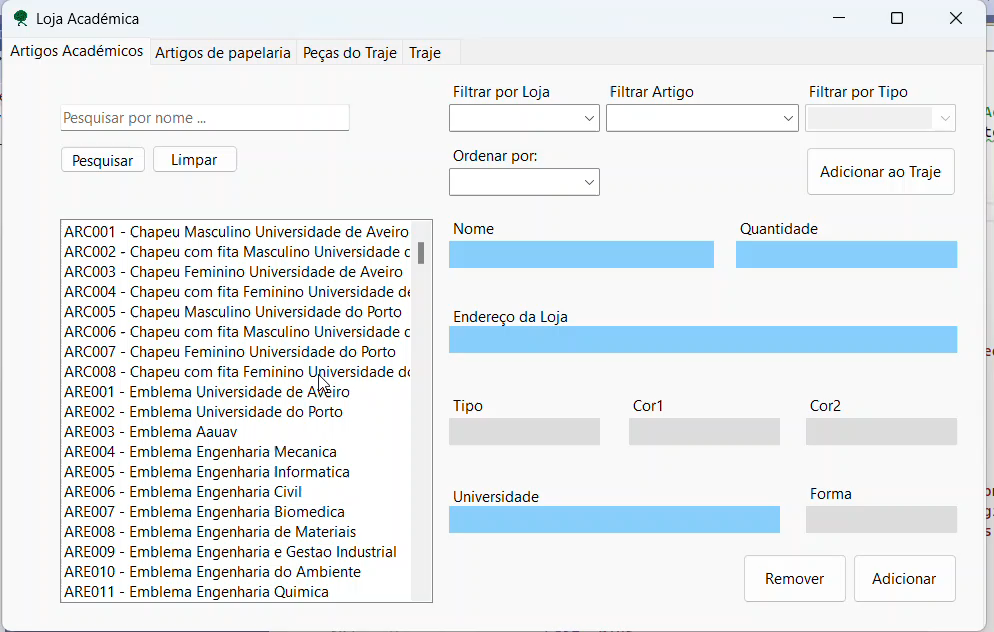 Loja Académica
Artigos Académicos Artigos de papelaria Peças do Traje Traje
Pesquisar por nome ...
Pesquisar Limpar
Filtrar por Loja Filtrar Artigo Filtrar por Tipo
Ordenar por:
Adicionar ao Traje
ARC001 - Chapeu Masculino Universidade de Aveiro
ARC002 - Chapeu com fita Masculino Universidade
ARC003 - Chapeu Feminino Universidade de Aveiro
ARC004 - Chapeu com fita Feminino Universidade
ARC005 - Chapeu Masculino Universidade do Porto
ARC006 - Chapeu com fita Masculino Universidade
ARC007 - Chapeu Feminino Universidade do Porto
ARC008 - Chapeu com fita Feminino Universidade
ARE001 - Emblema Universidade de Aveiro
ARE002 - Emblema Universidade do Porto
ARE003 - Emblema Aauav
ARE004 - Emblema Engenharia Mecanica
ARE005 - Emblema Engenharia Informatica
ARE006 - Emblema Engenharia Civil
ARE007 - Emblema Engenharia Biomedica
ARE008 - Emblema Engenharia de Materiais
ARE009 - Emblema Engenharia e Gestao Industrial
ARE010 - Emblema Engenharia do Ambiente
ARE011 - Emblema Engenharia Quimica
Nome Quantidade
Endereço da Loja
Tipo Cor1 Cor2
Universidade Forma
Remover Adicionar